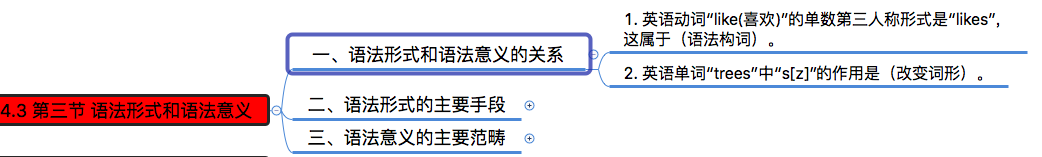 4.3 第三节 语法形式和语法意义
一、语法形式和语法意义的关系
1. 英语动词“like(喜欢)”的单数第三人称形式是“likes”，
这属于（语法构词）。
2. 英语单词“trees”中“s[z]”的作用是（改变词形）。
二、语法形式的主要手段
三、语法意义的主要范畴